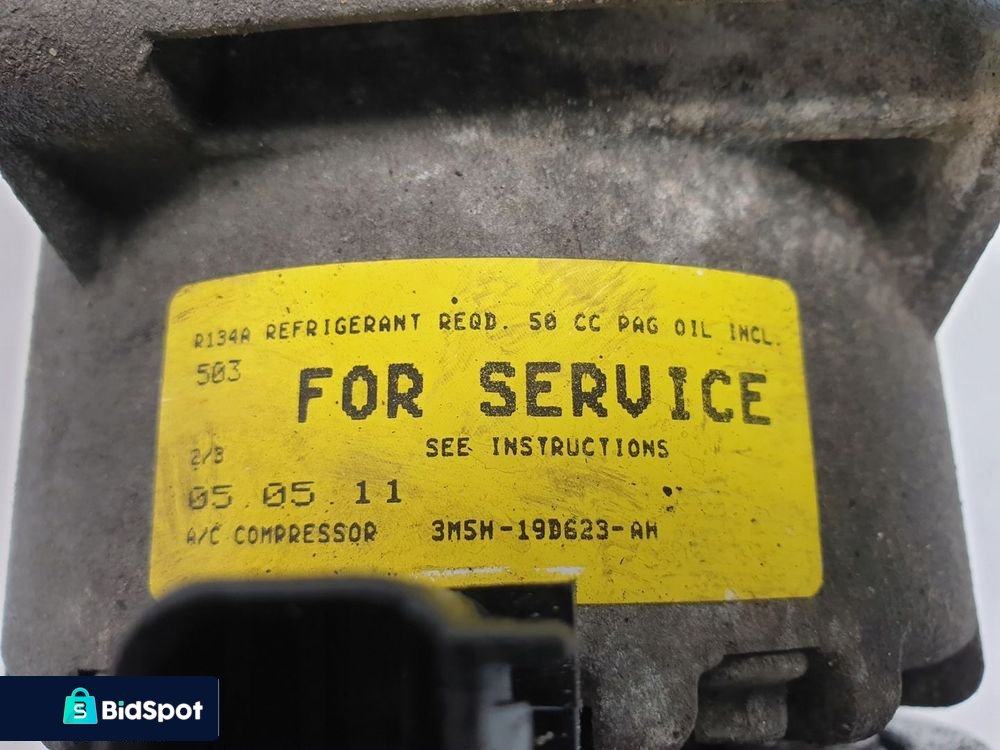 R134A REFRIGERANT REQD. 50 CC PAG OIL INCL.
503
FOR SERVICE
SEE INSTRUCTIONS
2/3
05.05.11
A/C COMPRESSOR 3M5H-19D623-AH
BidSpot